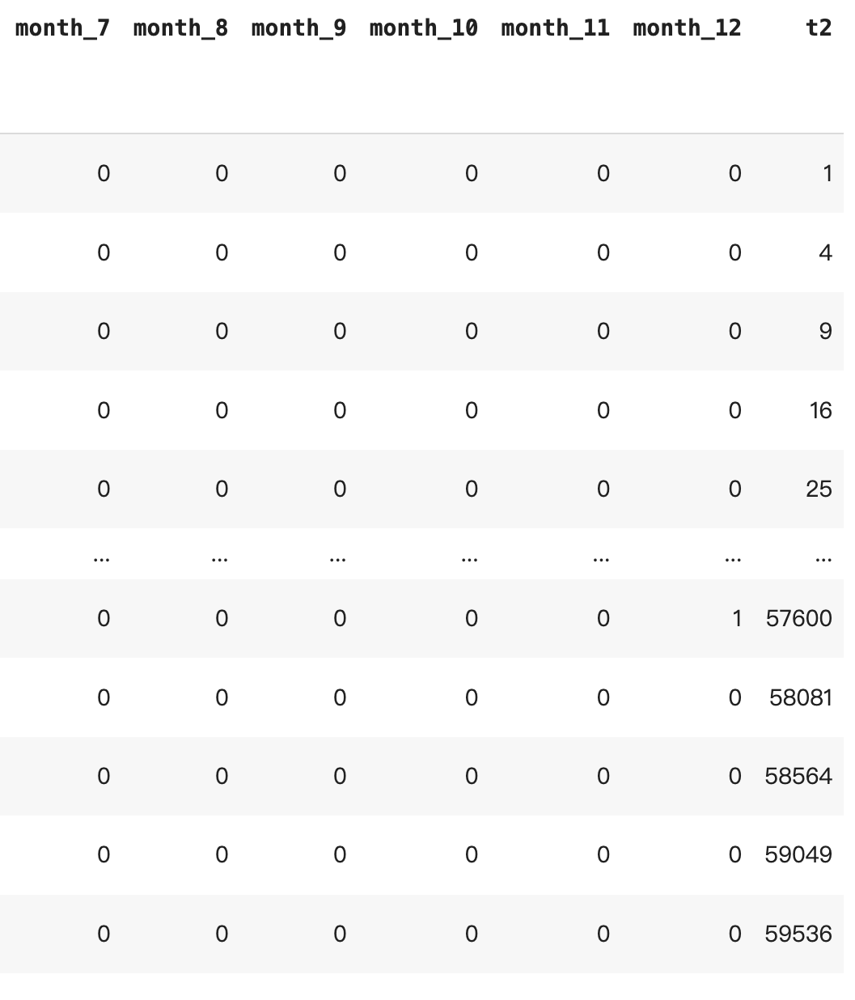 month_7 month_8 month_9 month_10 month_11 month_12 t2
0 0 0 0 0 0 1
0 0 0 0 0 0 4
0 0 0 0 0 0 9
0 0 0 0 0 0 16
0 0 0 0 0 0 25
... ... ... ... ... ... ...
0 0 0 0 0 1 57600
0 0 0 0 0 0 58081
0 0 0 0 0 0 58564
0 0 0 0 0 0 59049
0 0 0 0 0 0 59536